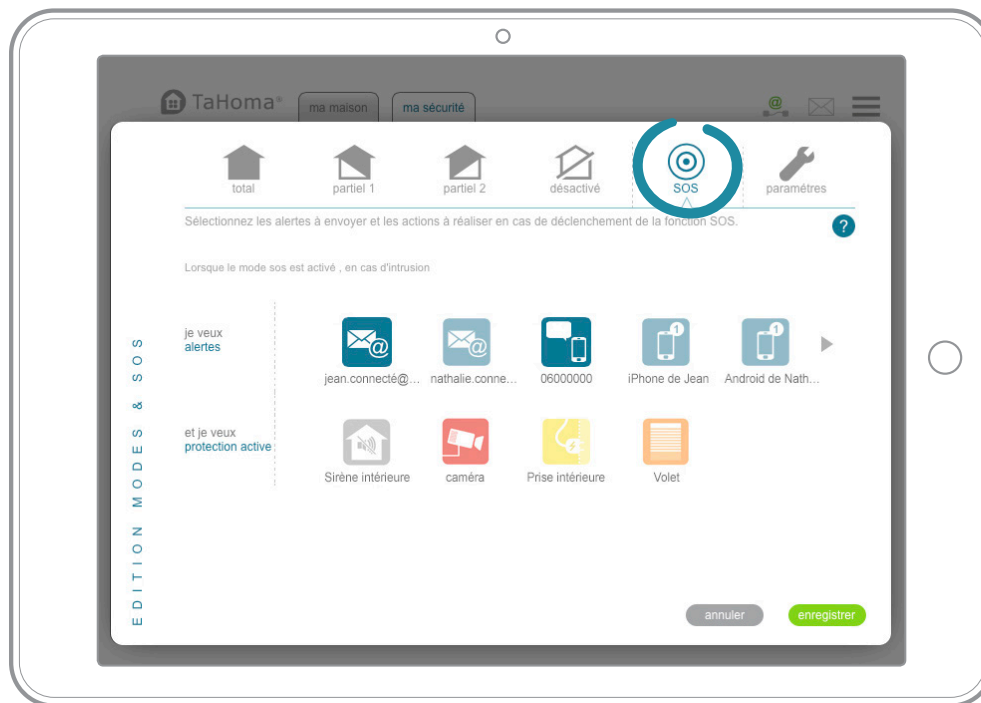 TaHoma®
ma maison
ma sécurité
@
total
partiel 1
partiel 2
désactivé
SOS
paramétres
Sélectionnez les alertes à envoyer et les actions à réaliser en cas de déclenchement de la fonction SOS.
?
Lorsque le mode sos est activé , en cas d'intrusion
EDITION MODES & SOS
je veux
alertes
@
@
1
1
jean.connecté@...
nathalie.conne...
06000000
iPhone de Jean
Android de Nath...
et je veux
protection active
Sirène intérieure
caméra
Prise intérieure
Volet
annuler
enregistrer